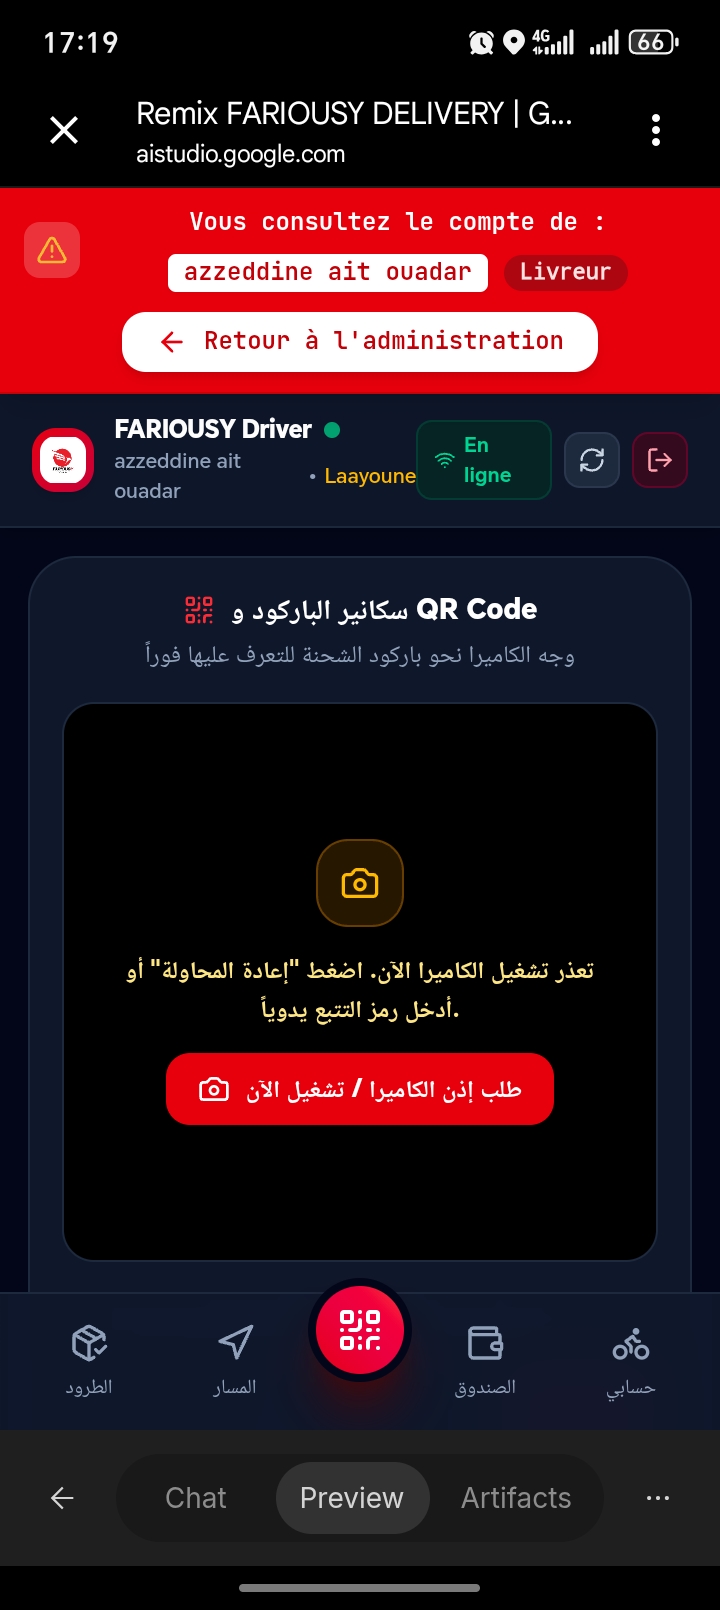 17:19
4G
66
Remix FARIOUSY DELIVERY | G...
aistudio.google.com
Vous consultez le compte de :
azzeddine ait ouadar
Livreur
Retour à l'administration
FARIOUSY Driver
azzeddine ait
ouadar
• Laayoune
En
ligne
سكانير الباركود و QR Code
وجه الكاميرا نحو باركود الشحنة للتعرف عليها فوراً
تعذر تشغيل الكاميرا الآن. اضغط "إعادة المحاولة" أو
أدخل رمز التتبع يدوياً.
طلب إذن الكاميرا / تشغيل الآن
الطرود
المسار
الصندوق
حسابي
Chat
Preview
Artifacts